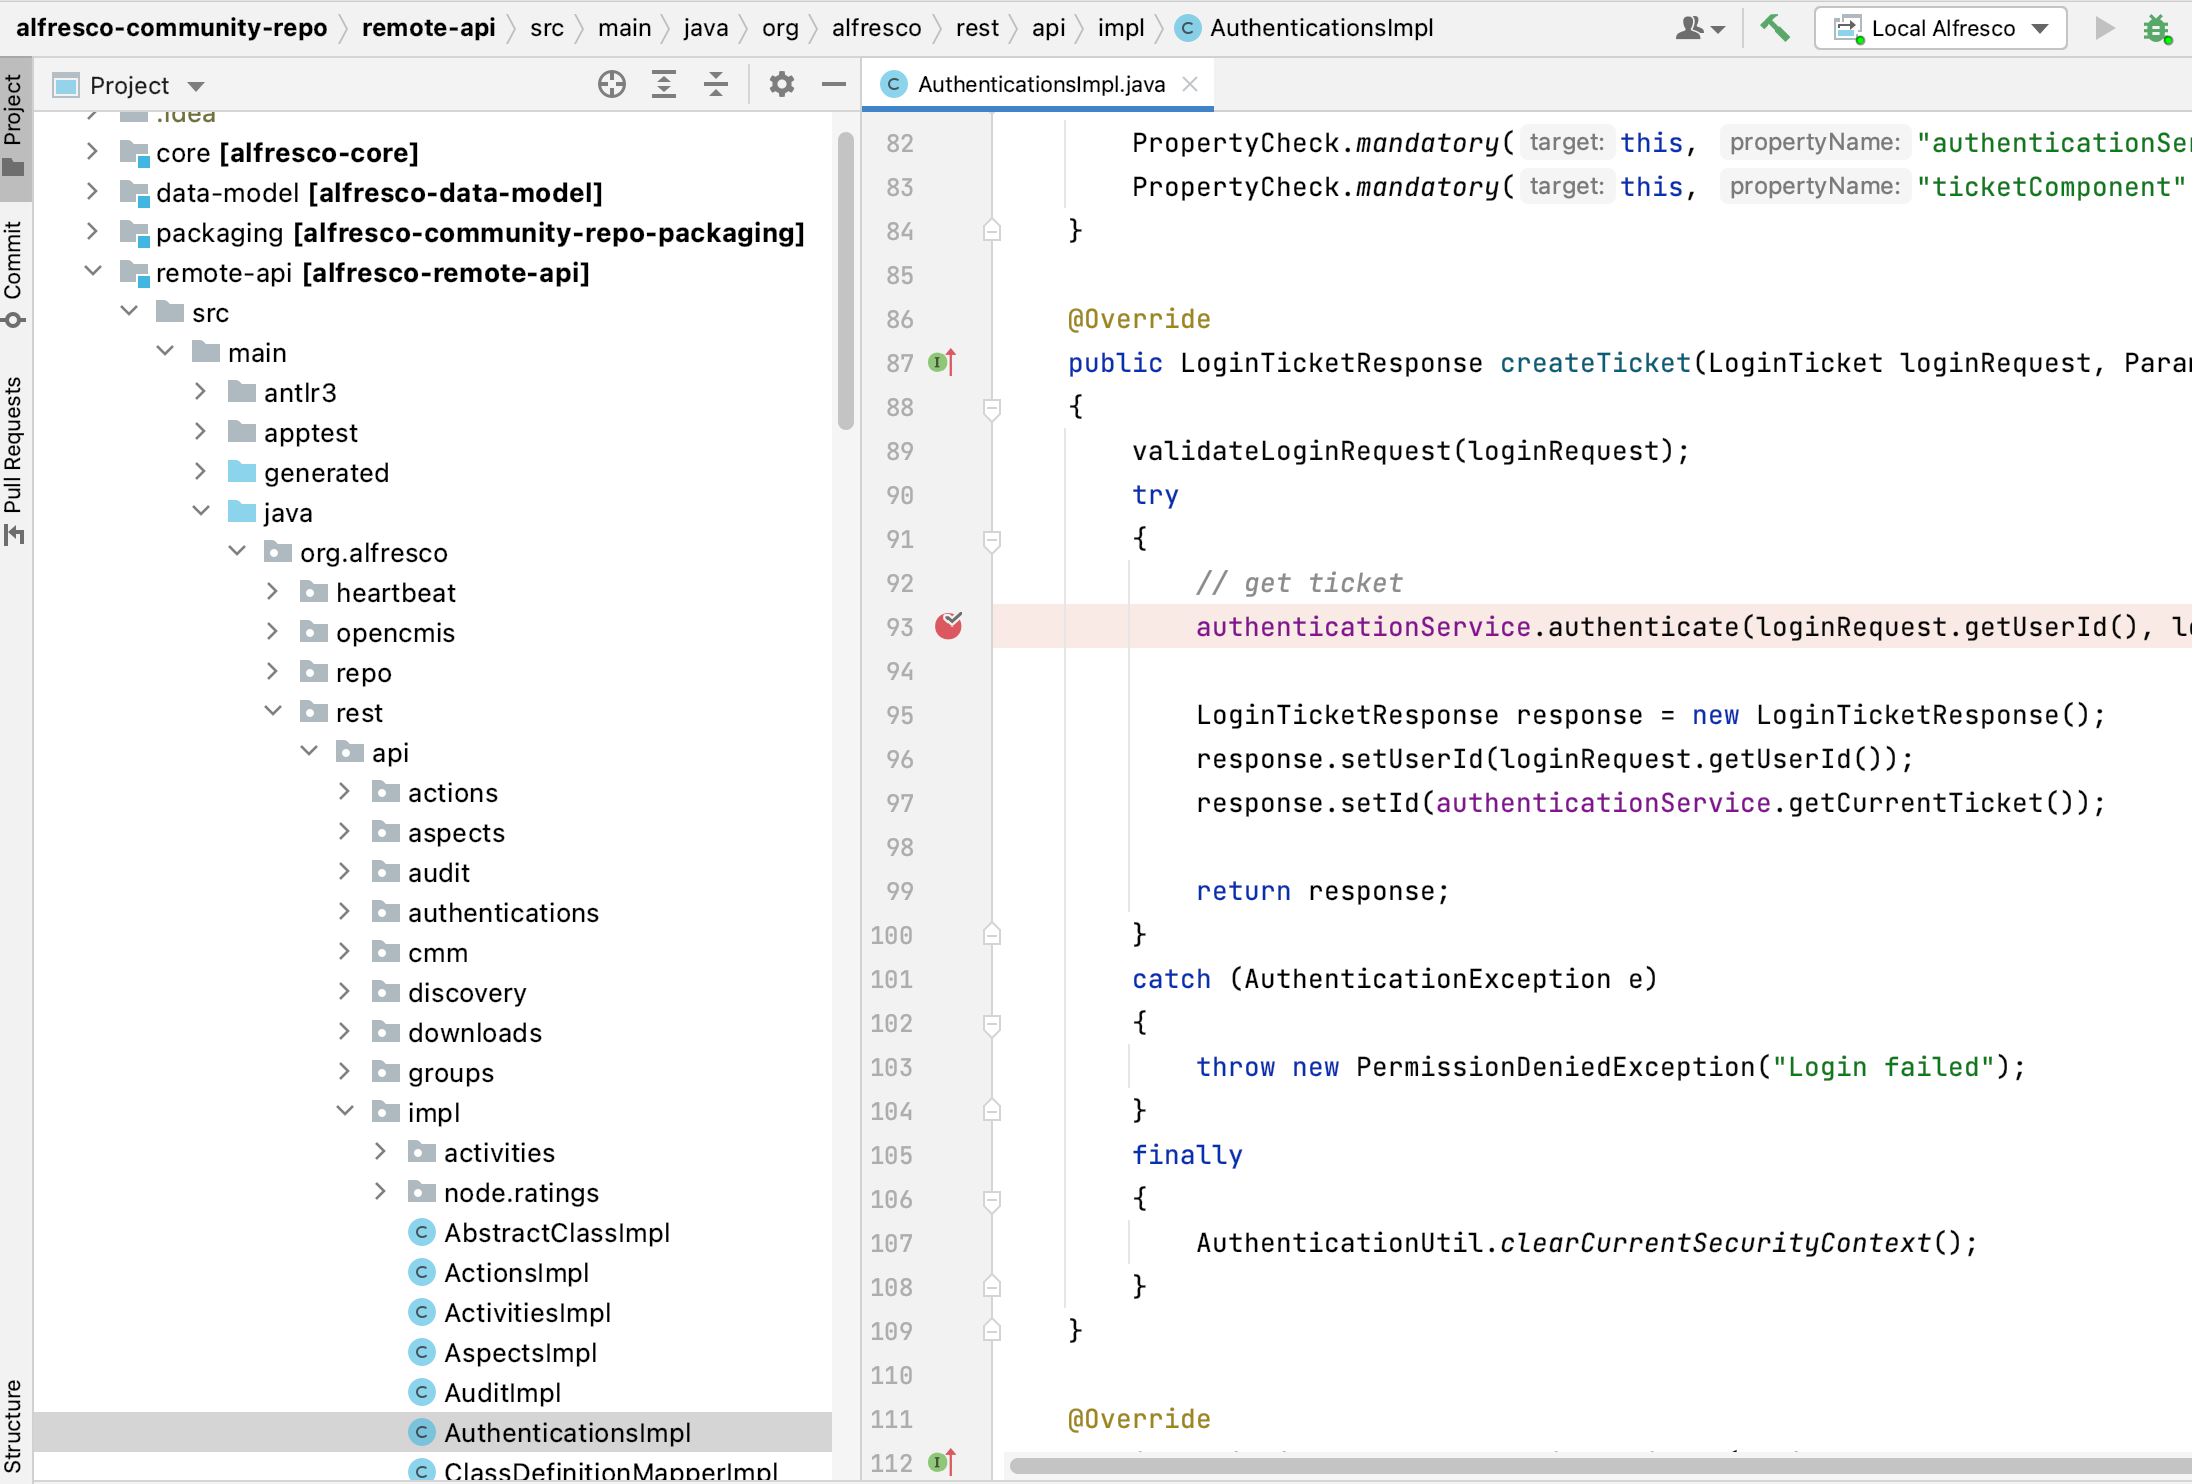 alfresco-community-repo remote-api src main java org alfresco rest api impl AuthenticationsImpl
Local Alfresco
Project
Commit
Pull Requests
Structure
Project
.idea
core [alfresco-core]
data-model [alfresco-data-model]
packaging [alfresco-community-repo-packaging]
remote-api [alfresco-remote-api]
src
main
antlr3
apptest
generated
java
org.alfresco
heartbeat
opencmis
repo
rest
api
actions
aspects
audit
authentications
cmm
discovery
downloads
groups
impl
activities
node.ratings
AbstractClassImpl
ActionsImpl
ActivitiesImpl
AspectsImpl
AuditImpl
AuthenticationsImpl
ClassDefinitionMapperImpl
AuthenticationsImpl.java
82 PropertyCheck.mandatory( target: this, propertyName: "authenticationSe
83 PropertyCheck.mandatory( target: this, propertyName: "ticketComponent"
84 }
85
86 @Override
87 public LoginTicketResponse createTicket(LoginTicket loginRequest, Para
88 {
89 validateLoginRequest(loginRequest);
90 try
91 {
92 // get ticket
93 authenticationService.authenticate(loginRequest.getUserId(), l
94
95 LoginTicketResponse response = new LoginTicketResponse();
96 response.setUserId(loginRequest.getUserId());
97 response.setId(authenticationService.getCurrentTicket());
98
99 return response;
100 }
101 catch (AuthenticationException e)
102 {
103 throw new PermissionDeniedException("Login failed");
104 }
105 finally
106 {
107 AuthenticationUtil.clearCurrentSecurityContext();
108 }
109 }
110
111 @Override
112